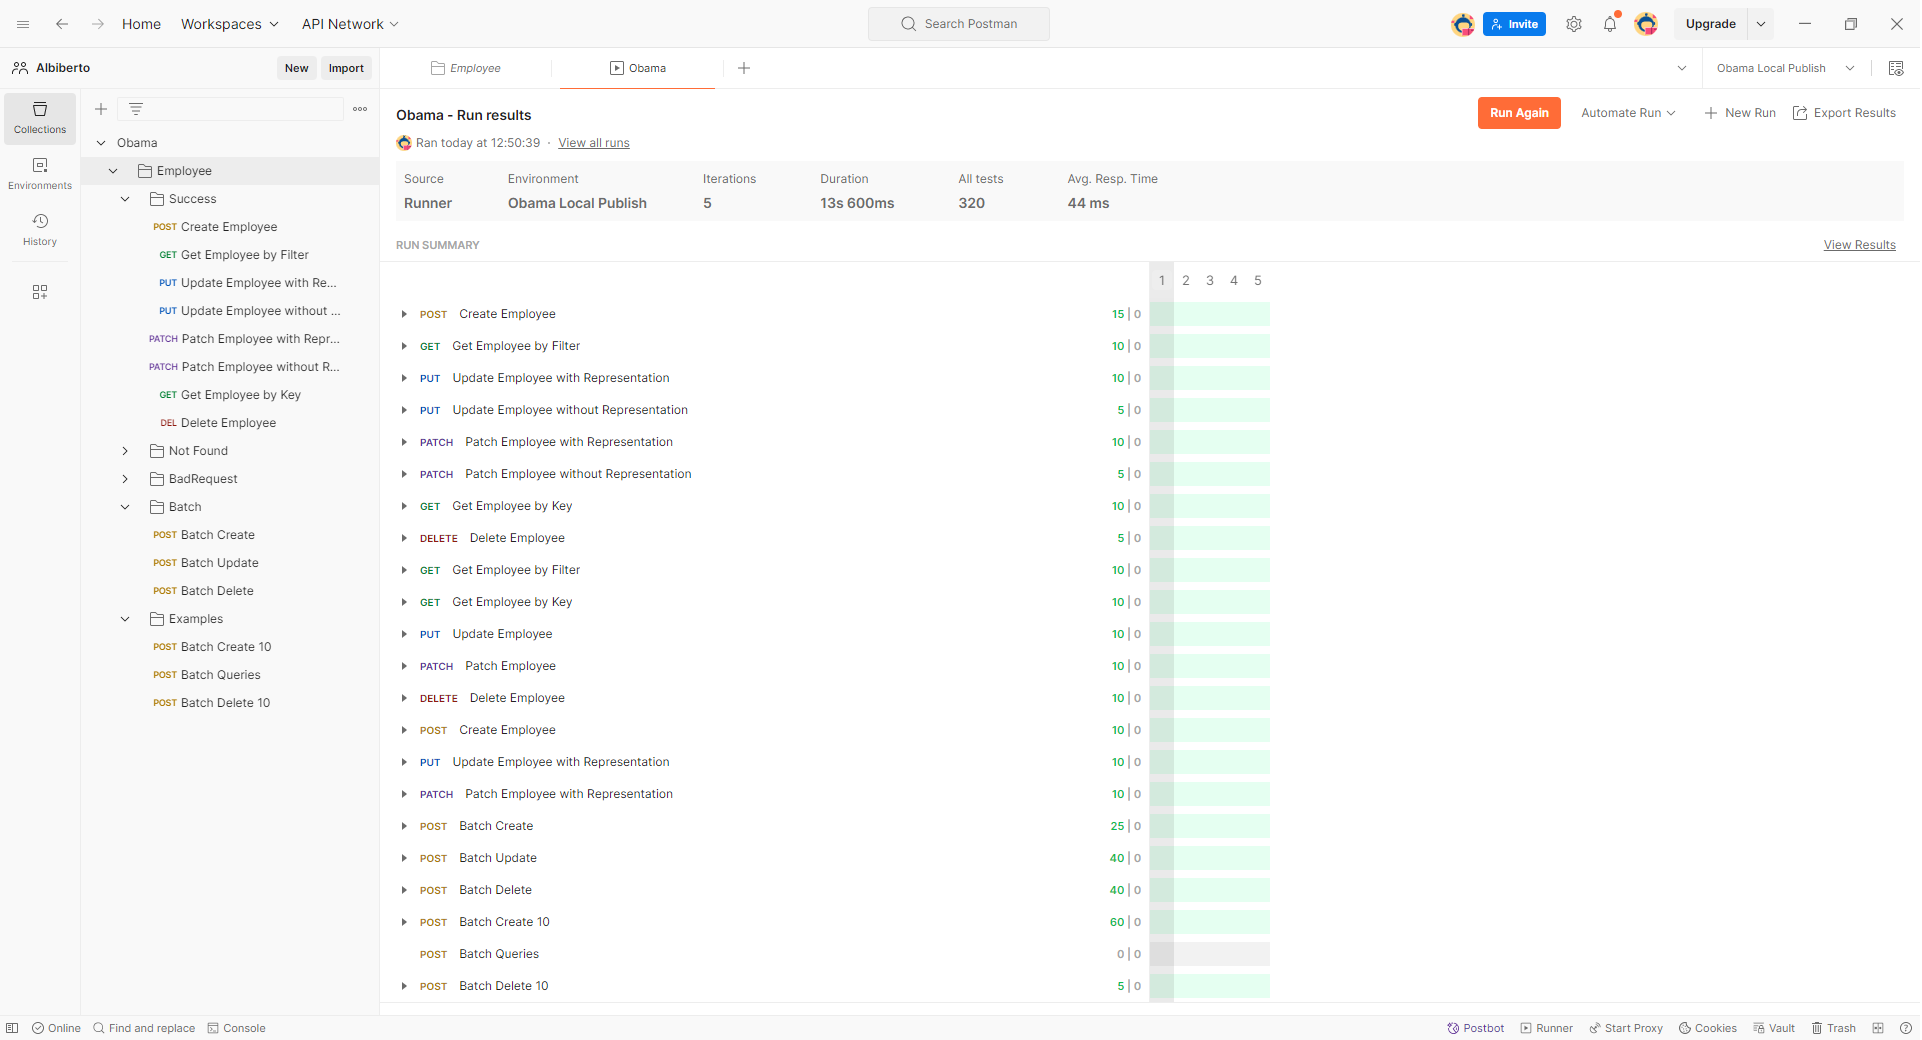 Home Workspaces API Network Search Postman Invite Upgrade
Albiberto New Import Employee Obama Obama Local Publish
Collections
Environments
History
Obama
Employee
Success
POST Create Employee
GET Get Employee by Filter
PUT Update Employee with Re...
PUT Update Employee without ...
PATCH Patch Employee with Repr...
PATCH Patch Employee without R...
GET Get Employee by Key
DEL Delete Employee
Not Found
BadRequest
Batch
POST Batch Create
POST Batch Update
POST Batch Delete
Examples
POST Batch Create 10
POST Batch Queries
POST Batch Delete 10
Obama - Run results
Run Again Automate Run New Run Export Results
Ran today at 12:50:39 · View all runs
Source Environment Iterations Duration All tests Avg. Resp. Time
Runner Obama Local Publish 5 13s 600ms 320 44 ms
RUN SUMMARY View Results
1 2 3 4 5
POST Create Employee 15 | 0
GET Get Employee by Filter 10 | 0
PUT Update Employee with Representation 10 | 0
PUT Update Employee without Representation 5 | 0
PATCH Patch Employee with Representation 10 | 0
PATCH Patch Employee without Representation 5 | 0
GET Get Employee by Key 10 | 0
DELETE Delete Employee 5 | 0
GET Get Employee by Filter 10 | 0
GET Get Employee by Key 10 | 0
PUT Update Employee 10 | 0
PATCH Patch Employee 10 | 0
DELETE Delete Employee 10 | 0
POST Create Employee 10 | 0
PUT Update Employee with Representation 10 | 0
PATCH Patch Employee with Representation 10 | 0
POST Batch Create 25 | 0
POST Batch Update 40 | 0
POST Batch Delete 40 | 0
POST Batch Create 10 60 | 0
POST Batch Queries 0 | 0
POST Batch Delete 10 5 | 0
Online Find and replace Console Postbot Runner Start Proxy Cookies Vault Trash